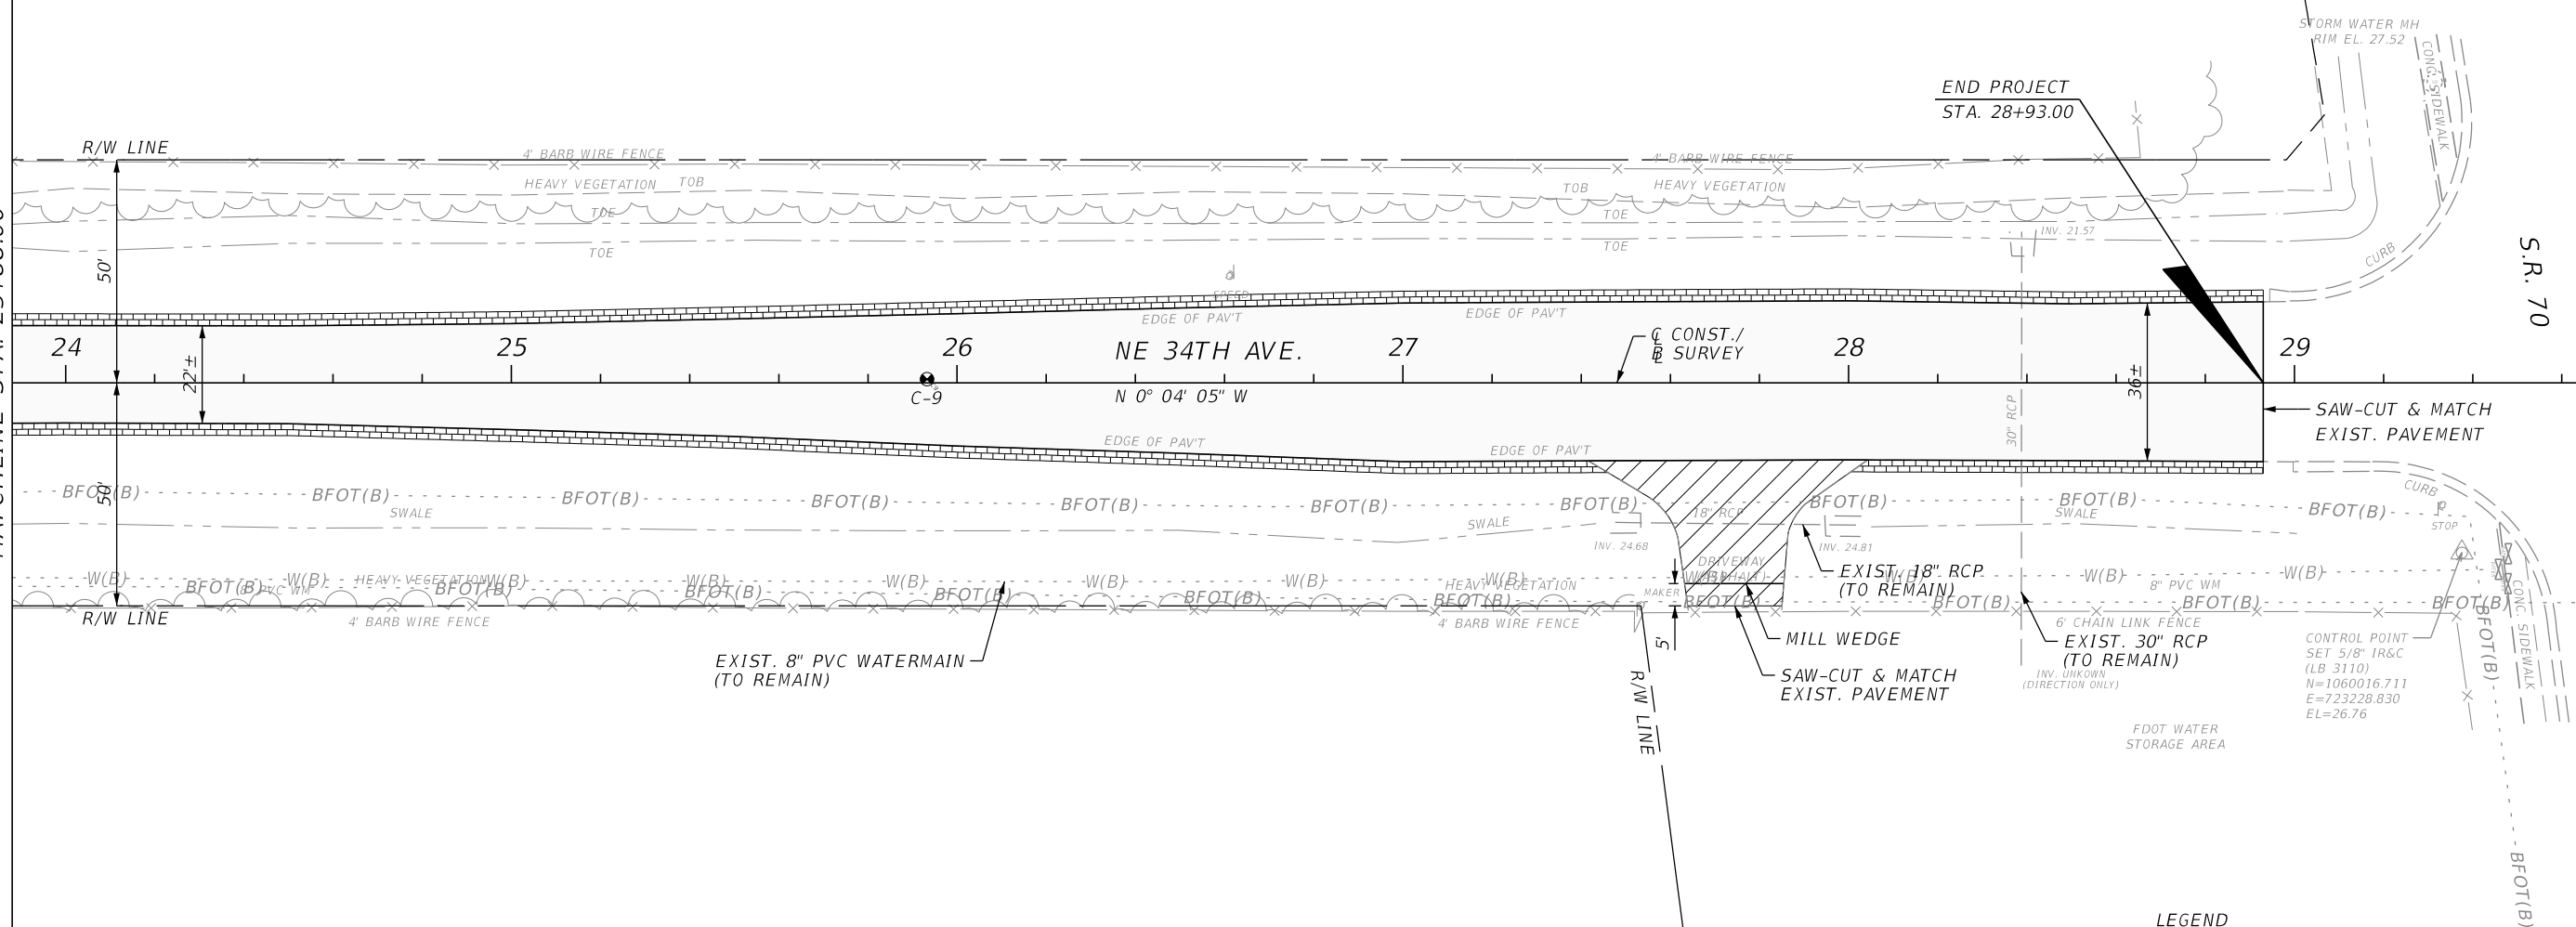 STORM WATER MH
RIM EL. 27.52
CONC. SIDEWALK
END PROJECT
STA. 28+93.00
R/W LINE
4' BARB WIRE FENCE
4' BARB WIRE FENCE
HEAVY VEGETATION
TOB
TOB
HEAVY VEGETATION
TOE
TOE
TOE
TOE
INV. 21.57
CURB
S.R. 70
50'
SPEED
EDGE OF PAV'T
EDGE OF PAV'T
24
25
26
NE 34TH AVE.
27
28
29
℄ CONST./
SURVEY
22'±
36'±
C-9
N 0° 04' 05" W
30" RCP
SAW-CUT & MATCH
EXIST. PAVEMENT
EDGE OF PAV'T
EDGE OF PAV'T
50'
BFOT(B)
BFOT(B)
BFOT(B)
BFOT(B)
BFOT(B)
BFOT(B)
BFOT(B)
BFOT(B)
BFOT(B)
BFOT(B)
CURB
STOP
SWALE
SWALE
18" RCP
SWALE
INV. 24.68
INV. 24.81
DRIVEWAY
(ASPHALT)
W(B)
W(B)
W(B)
W(B)
W(B)
W(B)
W(B)
W(B)
W(B)
W(B)
W(B)
W(B)
HEAVY VEGETATION
HEAVY VEGETATION
8" PVC WM
8" PVC WM
EXIST. 18" RCP
(TO REMAIN)
MAKER
BFOT(B)
BFOT(B)
BFOT(B)
BFOT(B)
BFOT(B)
BFOT(B)
BFOT(B)
BFOT(B)
BFOT(B)
BFOT(B)
R/W LINE
4' BARB WIRE FENCE
4' BARB WIRE FENCE
6' CHAIN LINK FENCE
5'
MILL WEDGE
EXIST. 30" RCP
(TO REMAIN)
EXIST. 8" PVC WATERMAIN
(TO REMAIN)
SAW-CUT & MATCH
EXIST. PAVEMENT
INV. UNKOWN
(DIRECTION ONLY)
CONTROL POINT
SET 5/8" IR&C
(LB 3110)
N=1060016.711
E=723228.830
EL=26.76
BFOT(B)
CONC. SIDEWALK
R/W LINE
FDOT WATER
STORAGE AREA
BFOT(B)
LEGEND